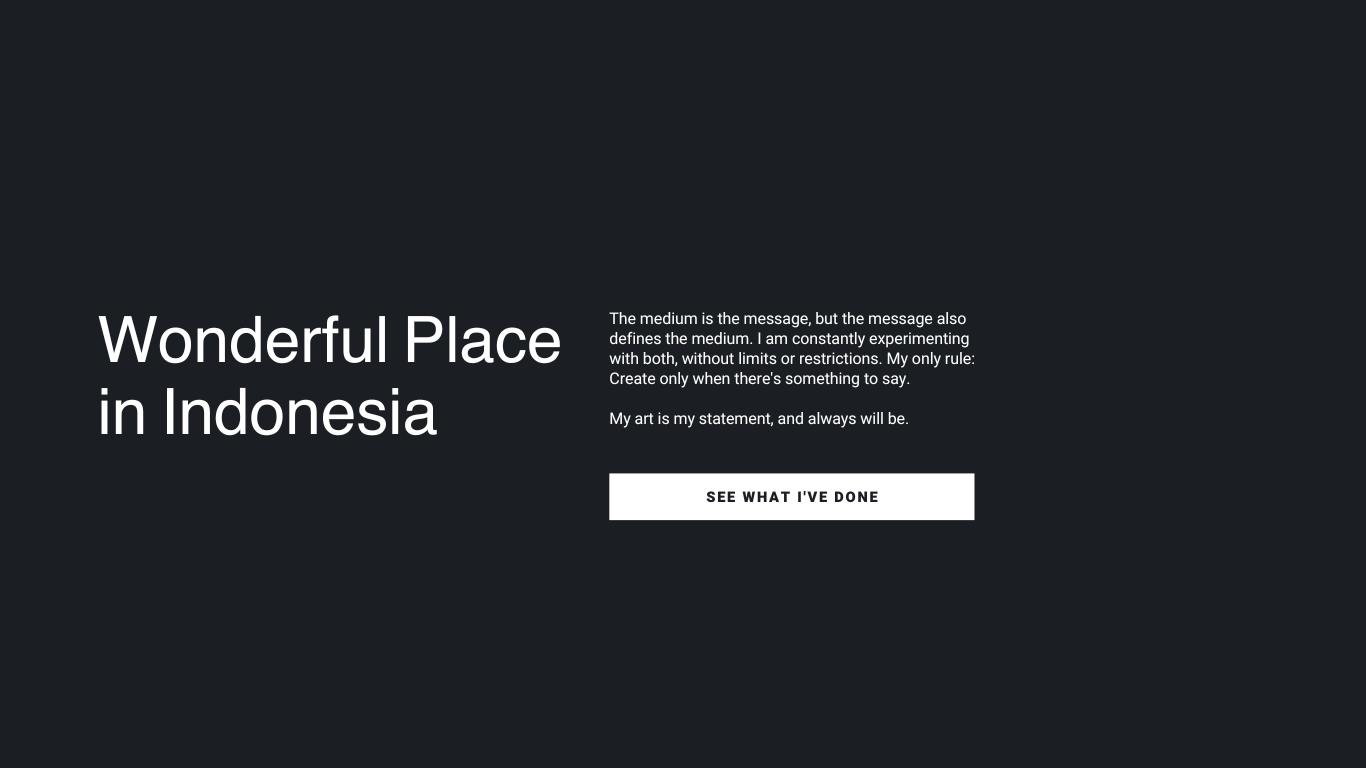 Wonderful Place
in Indonesia
The medium is the message, but the message also
defines the medium. I am constantly experimenting
with both, without limits or restrictions. My only rule:
Create only when there's something to say.
My art is my statement, and always will be.
SEE WHAT I'VE DONE